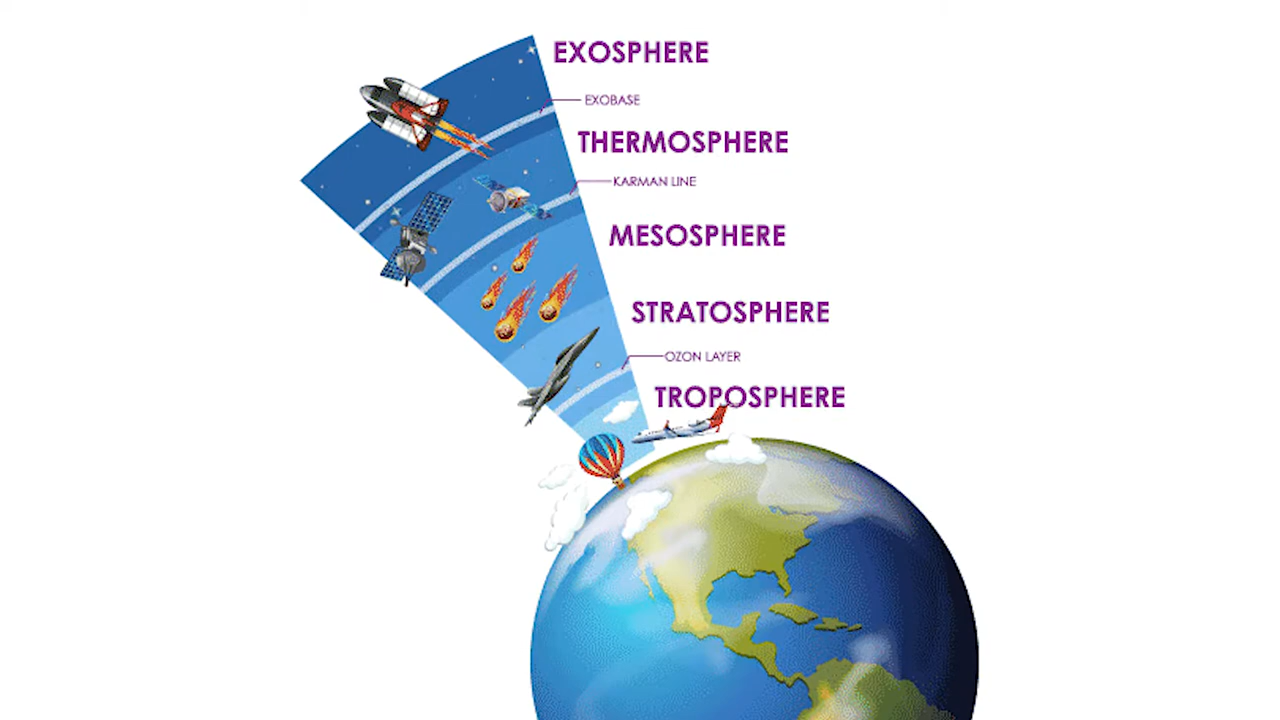 EXOSPHERE
EXOBASE
THERMOSPHERE
KARMAN LINE
MESOSPHERE
STRATOSPHERE
OZON LAYER
TROPOSPHERE